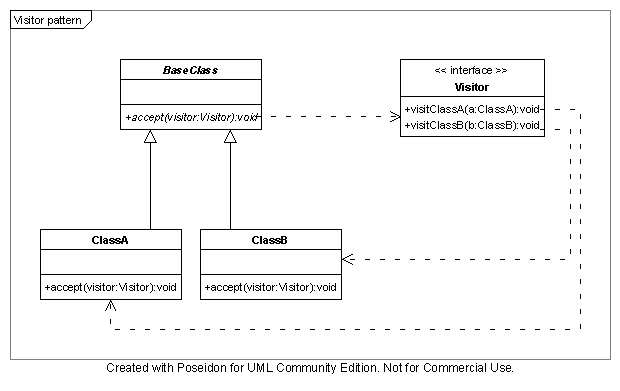 Visitor pattern
BaseClass
+accept(visitor:Visitor):void
<< interface >>
Visitor
+visitClassA(a:ClassA):void
+visitClassB(b:ClassB):void
ClassA
+accept(visitor:Visitor):void
ClassB
+accept(visitor:Visitor):void
Created with Poseidon for UML Community Edition. Not for Commercial Use.